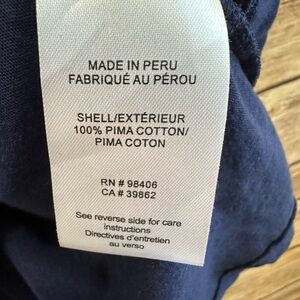 MADE IN PERU
FABRIQUÉ AU PÉROU
SHELL/EXTÉRIEUR
100% PIMA COTTON/
PIMA COTON
RN # 98406
CA # 39862
See reverse side for care
instructions
Directives d'entretien
au verso